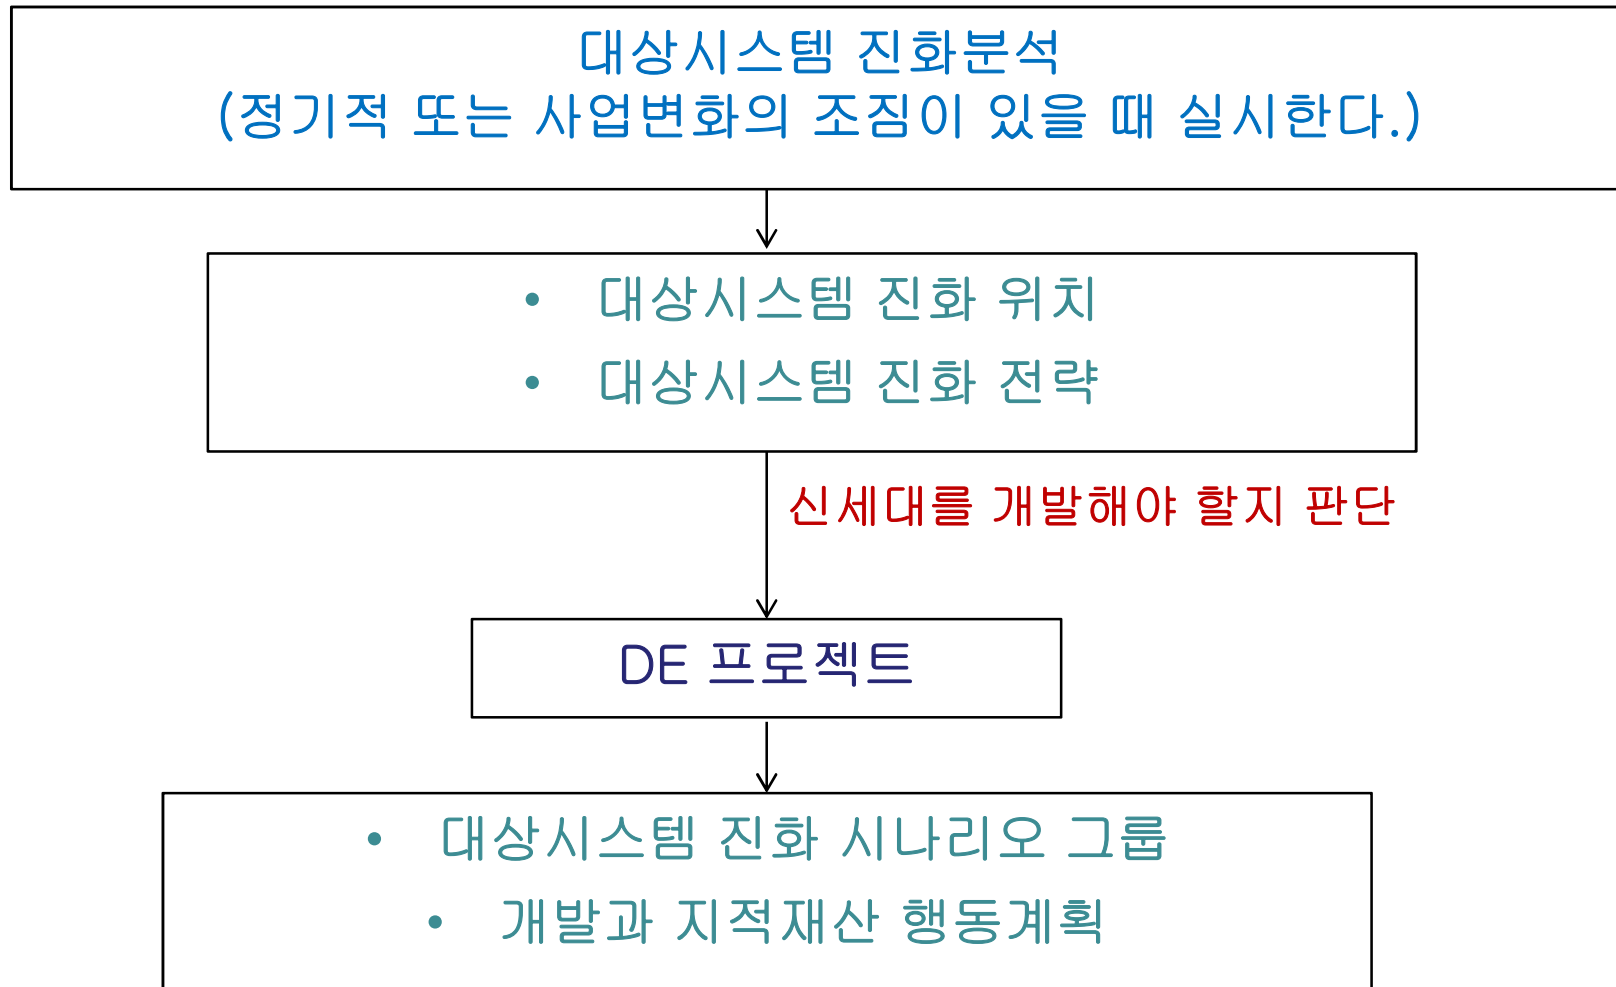 대상시스템 진화분석
(정기적 또는 사업변화의 조짐이 있을 때 실시한다.)
• 대상시스템 진화 위치
• 대상시스템 진화 전략
신세대를 개발해야 할지 판단
DE 프로젝트
• 대상시스템 진화 시나리오 그룹
• 개발과 지적재산 행동계획